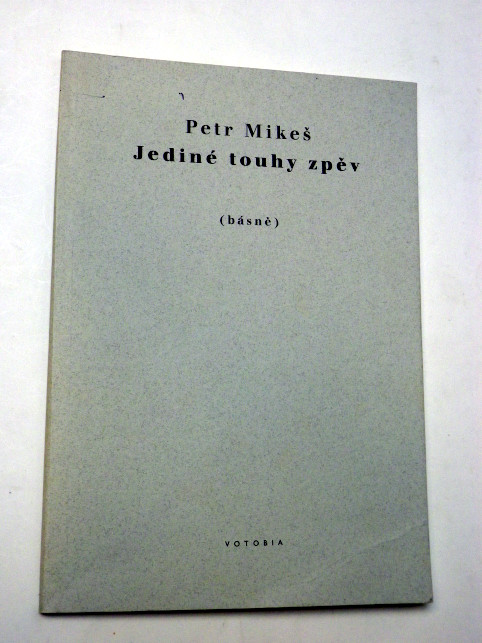 Petr Mikeš
Jediné touhy zpěv
(básně)
VOTOBIA